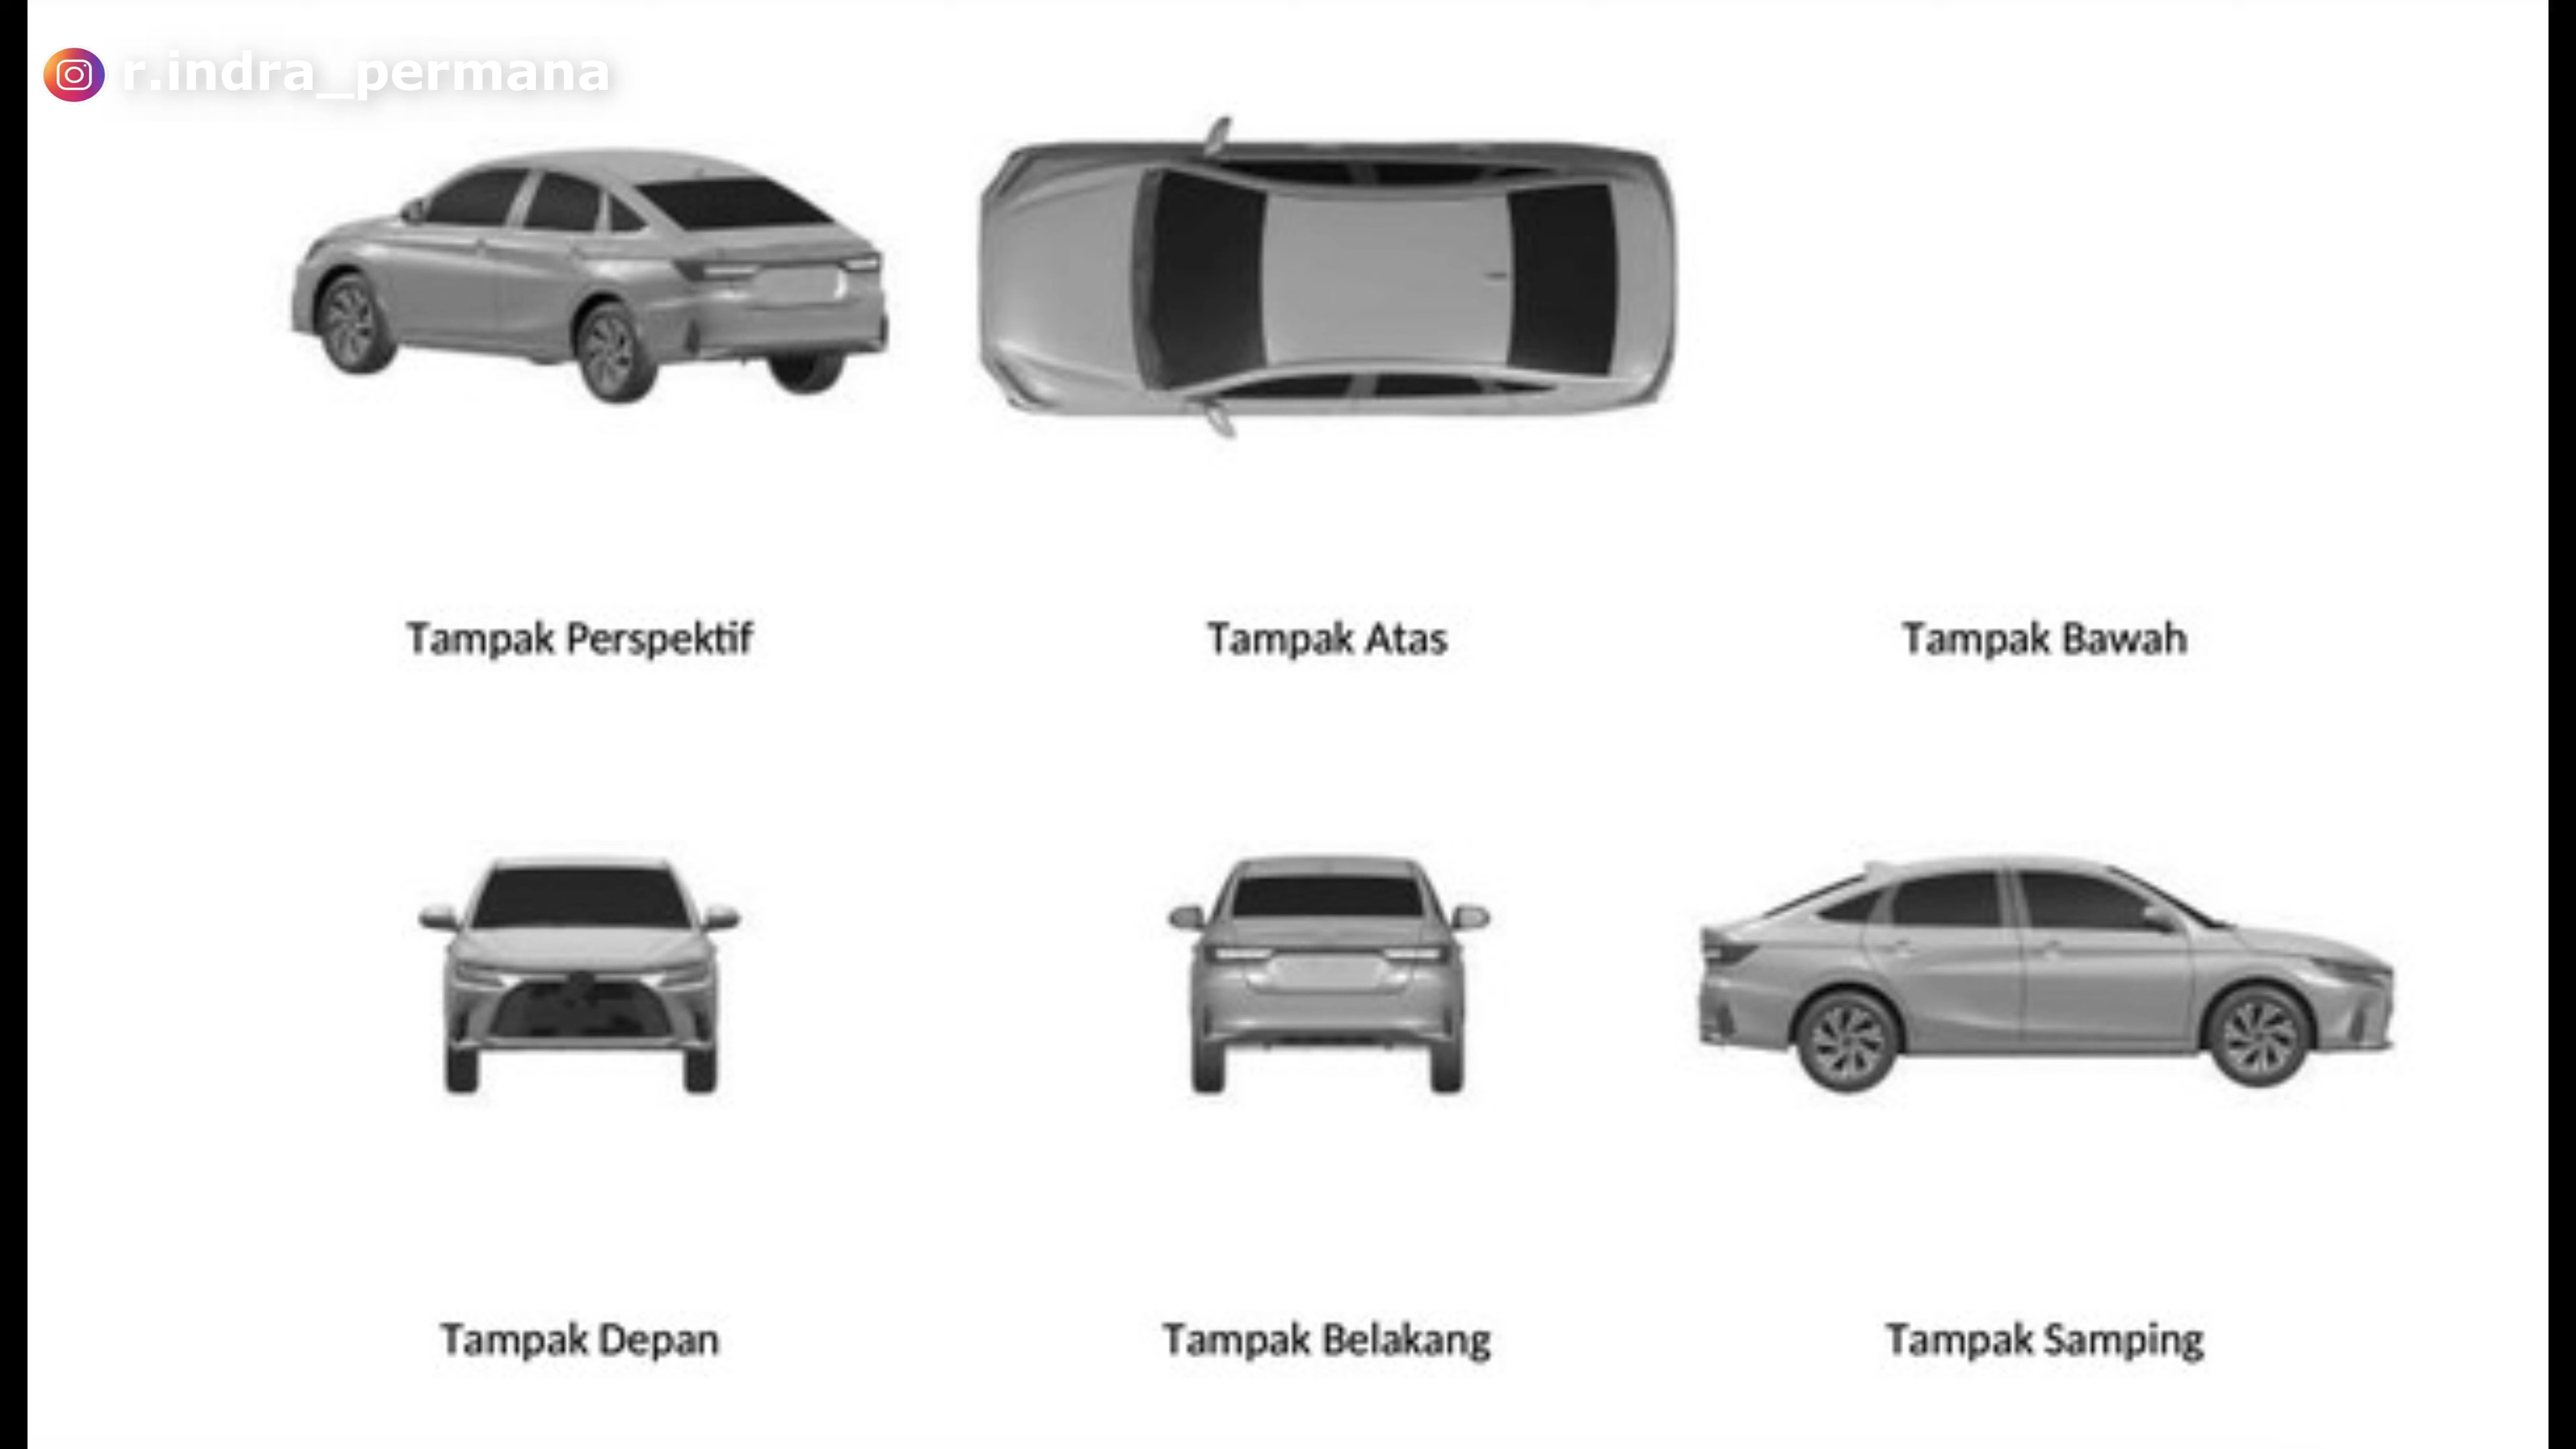 r.indra_permana
Tampak Perspektif
Tampak Atas
Tampak Bawah
Tampak Depan
Tampak Belakang
Tampak Samping